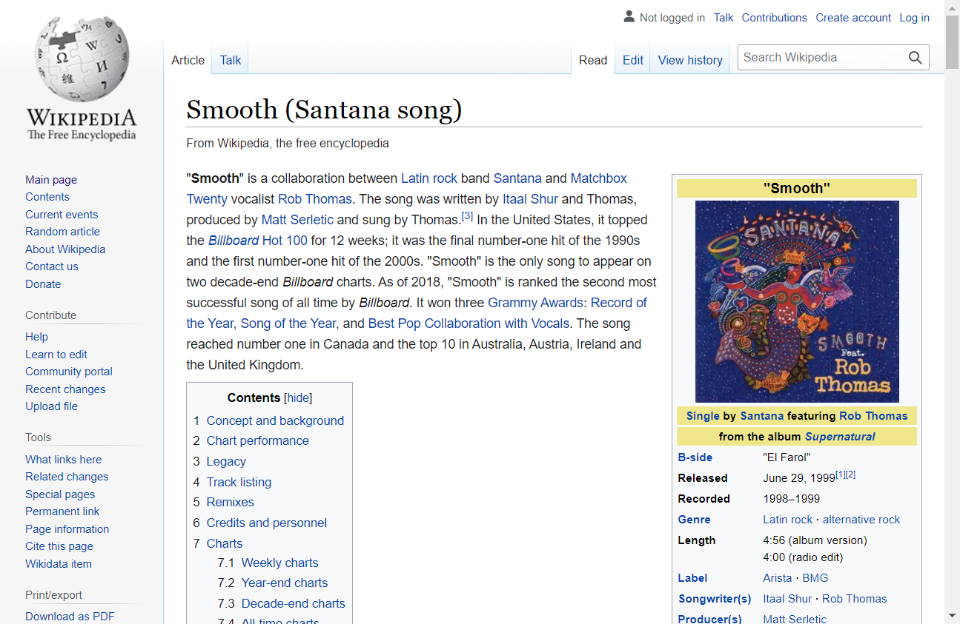 Not logged in Talk Contributions Create account Log in
Article Talk Read Edit View history Search Wikipedia
WIKIPEDIA
The Free Encyclopedia
Main page
Contents
Current events
Random article
About Wikipedia
Contact us
Donate
Contribute
Help
Learn to edit
Community portal
Recent changes
Upload file
Tools
What links here
Related changes
Special pages
Permanent link
Page information
Cite this page
Wikidata item
Print/export
Download as PDF
Smooth (Santana song)
From Wikipedia, the free encyclopedia
"Smooth" is a collaboration between Latin rock band Santana and Matchbox
Twenty vocalist Rob Thomas. The song was written by Itaal Shur and Thomas,
produced by Matt Serletic and sung by Thomas.[3] In the United States, it topped
the Billboard Hot 100 for 12 weeks; it was the final number-one hit of the 1990s
and the first number-one hit of the 2000s. "Smooth" is the only song to appear on
two decade-end Billboard charts. As of 2018, "Smooth" is ranked the second most
successful song of all time by Billboard. It won three Grammy Awards: Record of
the Year, Song of the Year, and Best Pop Collaboration with Vocals. The song
reached number one in Canada and the top 10 in Australia, Austria, Ireland and
the United Kingdom.
Contents [hide]
1 Concept and background
2 Chart performance
3 Legacy
4 Track listing
5 Remixes
6 Credits and personnel
7 Charts
7.1 Weekly charts
7.2 Year-end charts
7.3 Decade-end charts
7.4 All-time charts
"Smooth"
SANTANA
SMOOTH
Feat.
Rob
Thomas
Single by Santana featuring Rob Thomas
from the album Supernatural
B-side "El Farol"
Released June 29, 1999[1][2]
Recorded 1998–1999
Genre Latin rock · alternative rock
Length 4:56 (album version)
4:00 (radio edit)
Label Arista · BMG
Songwriter(s) Itaal Shur · Rob Thomas
Producer(s) Matt Serletic